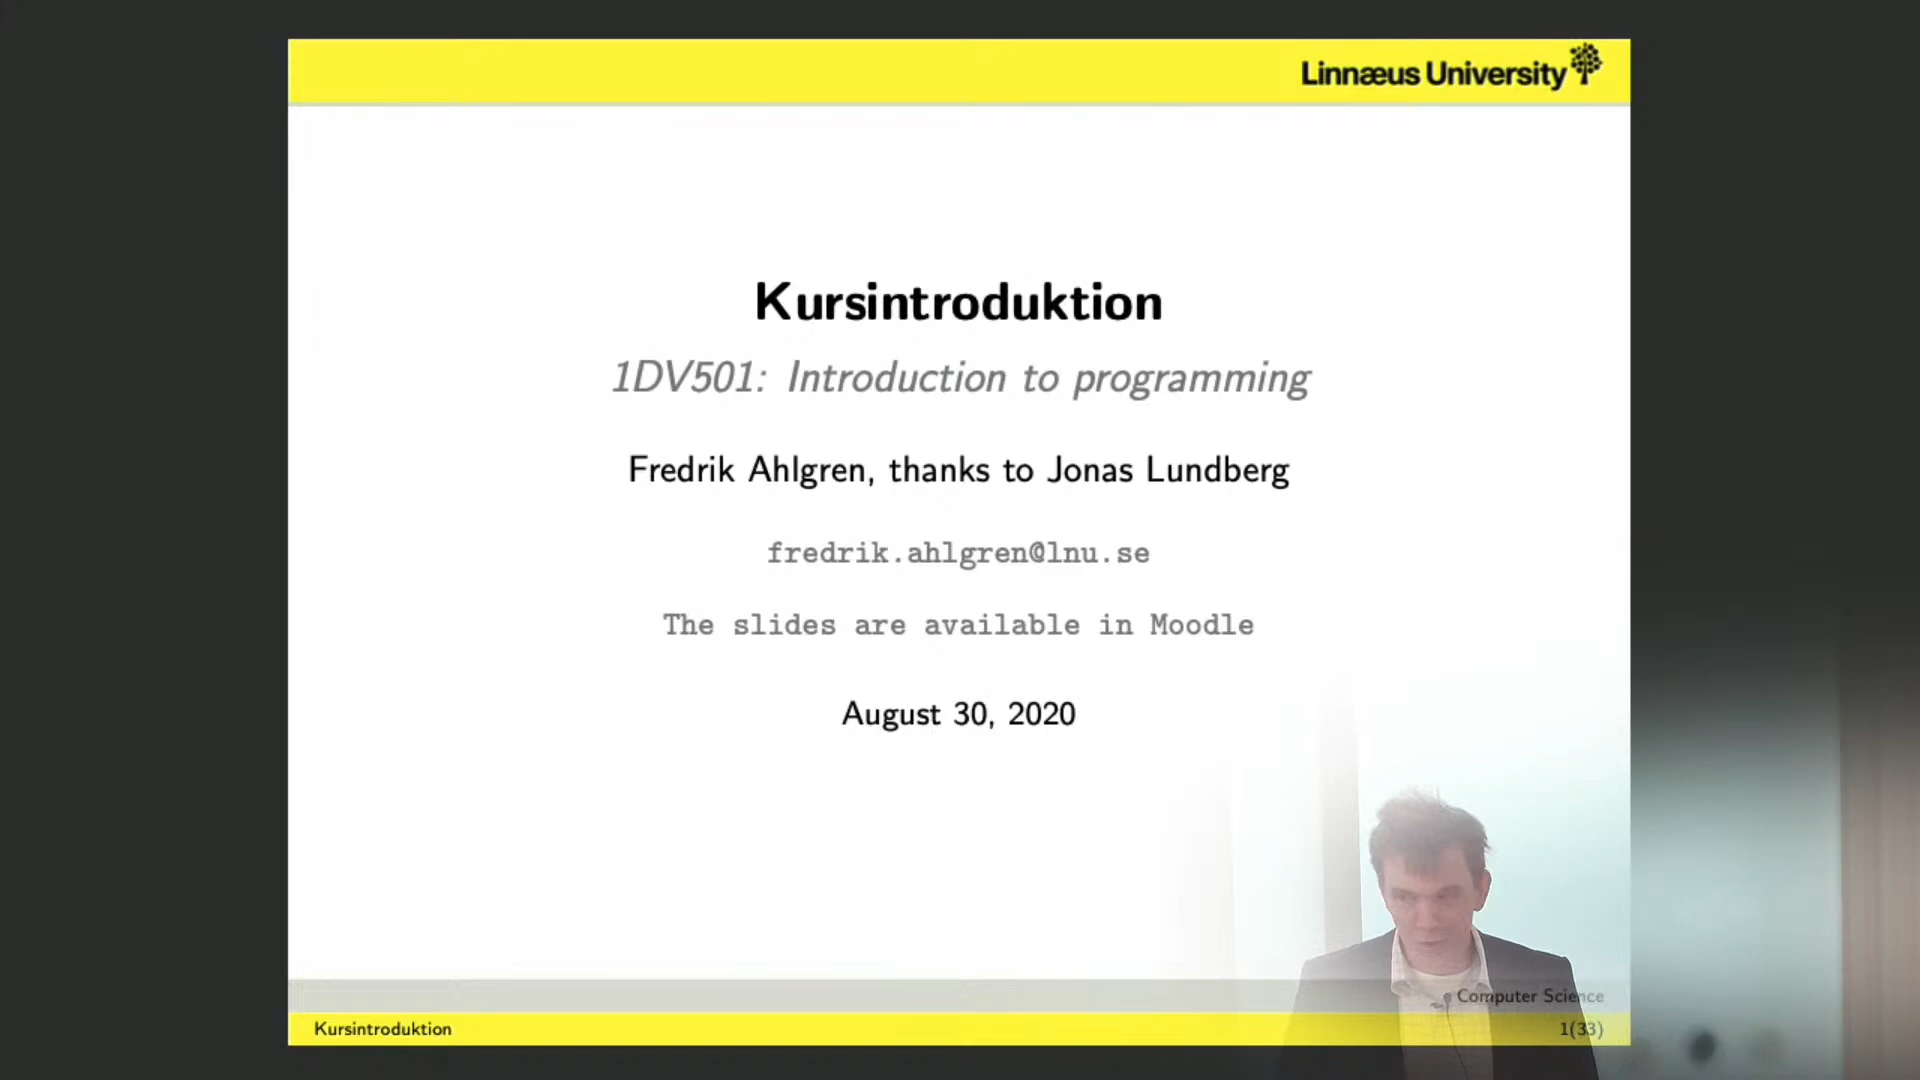 Linnæus University
Kursintroduktion
1DV501: Introduction to programming
Fredrik Ahlgren, thanks to Jonas Lundberg
fredrik.ahlgren@lnu.se
The slides are available in Moodle
August 30, 2020
Computer Science
Kursintroduktion
1(33)